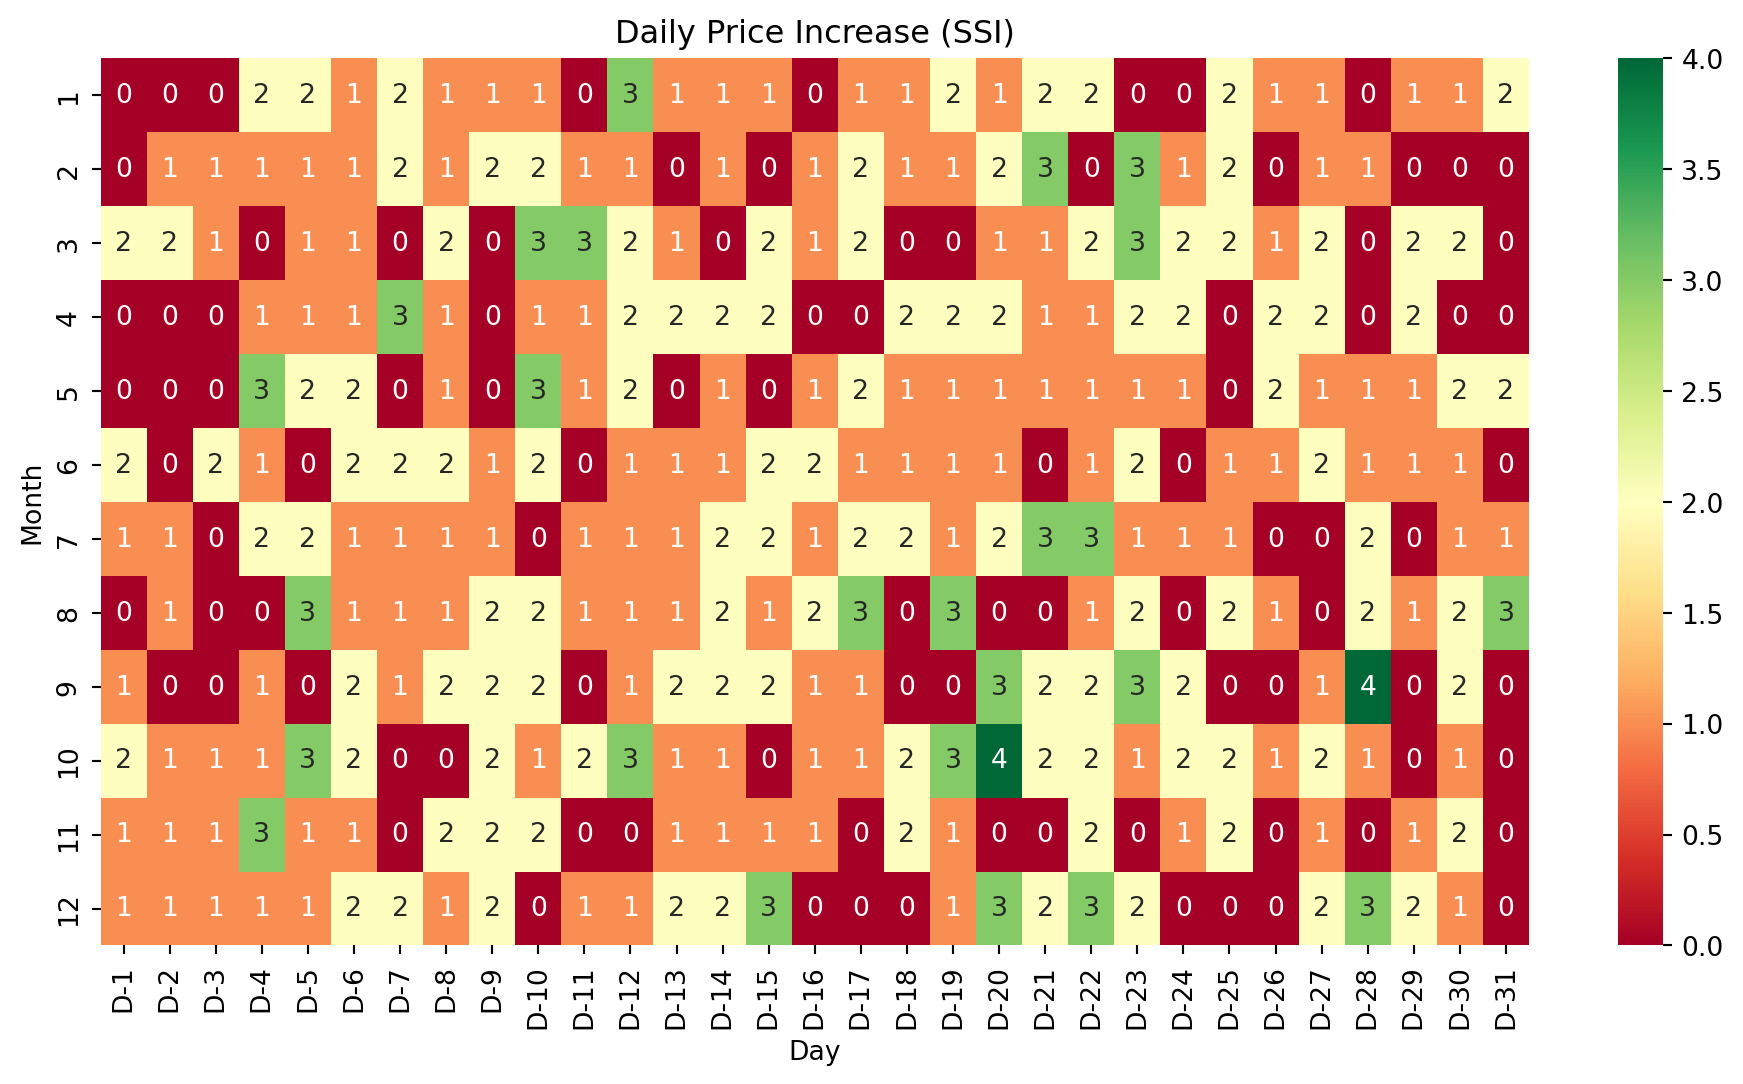 Daily Price Increase (SSI)
1 0 0 0 2 2 1 2 1 1 1 0 3 1 1 1 0 1 1 2 1 2 2 0 0 2 1 1 0 1 1 2
2 0 1 1 1 1 1 2 1 2 2 1 1 0 1 0 1 2 1 1 2 3 0 3 1 2 0 1 1 0 0 0
3 2 2 1 0 1 1 0 2 0 3 3 2 1 0 2 1 2 0 0 1 1 2 3 2 2 1 2 0 2 2 0
4 0 0 0 1 1 1 3 1 0 1 1 2 2 2 2 0 0 2 2 2 1 1 2 2 0 2 2 0 2 0 0
5 0 0 0 3 2 2 0 1 0 3 1 2 0 1 0 1 2 1 1 1 1 1 1 1 0 2 1 1 1 2 2
6 2 0 2 1 0 2 2 2 1 2 0 1 1 1 2 2 1 1 1 1 0 1 2 0 1 1 2 1 1 1 0
7 1 1 0 2 2 1 1 1 1 0 1 1 1 2 2 1 2 2 1 2 3 3 1 1 1 0 0 2 0 1 1
8 0 1 0 0 3 1 1 1 2 2 1 1 1 2 1 2 3 0 3 0 0 1 2 0 2 1 0 2 1 2 3
9 1 0 0 1 0 2 1 2 2 2 0 1 2 2 2 1 1 0 0 3 2 2 3 2 0 0 1 4 0 2 0
10 2 1 1 1 3 2 0 0 2 1 2 3 1 1 0 1 1 2 3 4 2 2 1 2 2 1 2 1 0 1 0
11 1 1 1 3 1 1 0 2 2 2 0 0 1 1 1 1 0 2 1 0 0 2 0 1 2 0 1 0 1 2 0
12 1 1 1 1 1 2 2 1 2 0 1 1 2 2 3 0 0 0 1 3 2 3 2 0 0 0 2 3 2 1 0
Month
D-1 D-2 D-3 D-4 D-5 D-6 D-7 D-8 D-9 D-10 D-11 D-12 D-13 D-14 D-15 D-16 D-17 D-18 D-19 D-20 D-21 D-22 D-23 D-24 D-25 D-26 D-27 D-28 D-29 D-30 D-31
Day
4.0
3.5
3.0
2.5
2.0
1.5
1.0
0.5
0.0